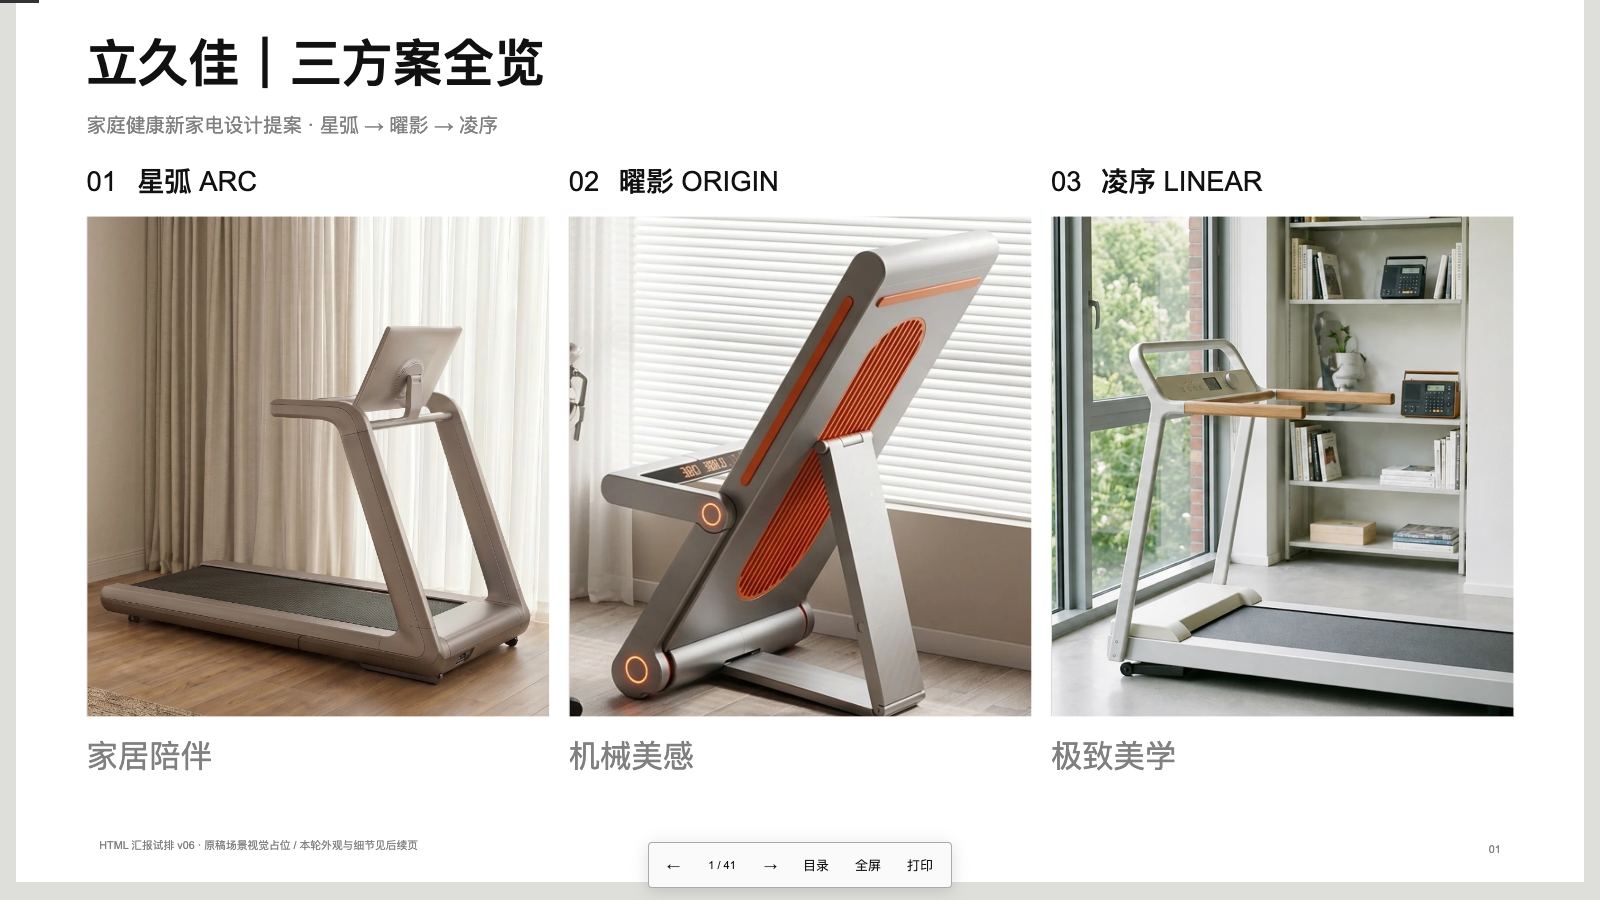 立久佳｜三方案全览
家庭健康新家电设计提案 · 星弧 → 曜影 → 凌序
01 星弧 ARC
02 曜影 ORIGIN
03 凌序 LINEAR
家居陪伴
机械美感
极致美学
HTML 汇报试排 v06 · 原稿场景视觉占位 / 本轮外观与细节见后续页
01
← 1 / 41 → 目录 全屏 打印